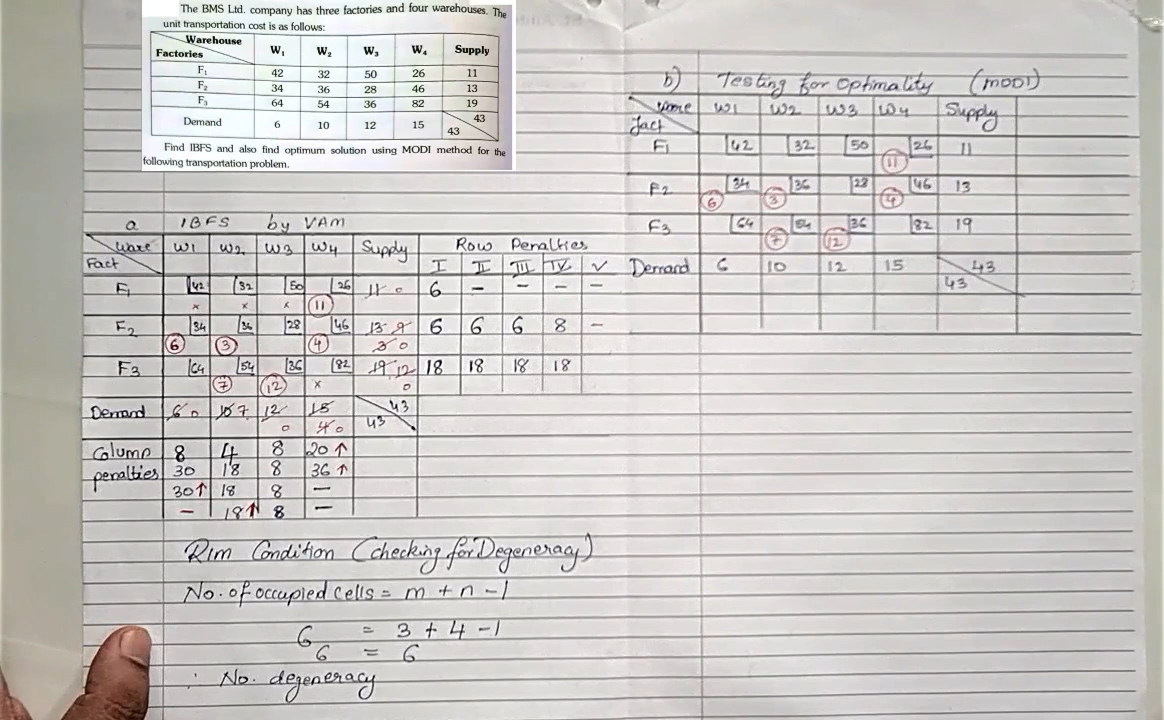 The BMS Ltd. company has three factories and four warehouses. The
unit transportation cost is as follows:
Warehouse
Factories W₁ W₂ W₃ W₄ Supply
F₁ 42 32 50 26 11
F₂ 34 36 28 46 13
F₃ 64 54 36 82 19
Demand 6 10 12 15 43 43
Find IBFS and also find optimum solution using MODI method for the
following transportation problem.
a IBFS by VAM
Ware W1 W2 W3 W4 Supply Row Penalties
Fact I II III IV V
F1 42 32 50 26 11 0 6 - - - -
x x x 11
F2 34 36 28 46 13 9 6 6 6 8 -
6 3 4 3 0
F3 64 54 36 82 19 12 18 18 18 18
7 12 x 0
Demand 6 0 10 7 12 15 43
0 4 0 43
Column 8 4 8 20 ↑
penalties 30 18 8 36 ↑
30 ↑ 18 8 -
- 18 ↑ 8 -
Rim Condition (checking for Degeneracy)
No. of occupied cells = m + n - 1
6 = 3 + 4 - 1
6 = 6
∴ No. degeneracy
b) Testing for Optimality (MODI)
Ware W1 W2 W3 W4 Supply
fact
F1 42 32 50 26 11
11
F2 34 36 28 46 13
6 3 4
F3 64 54 36 82 19
7 12
Demand 6 10 12 15 43
43